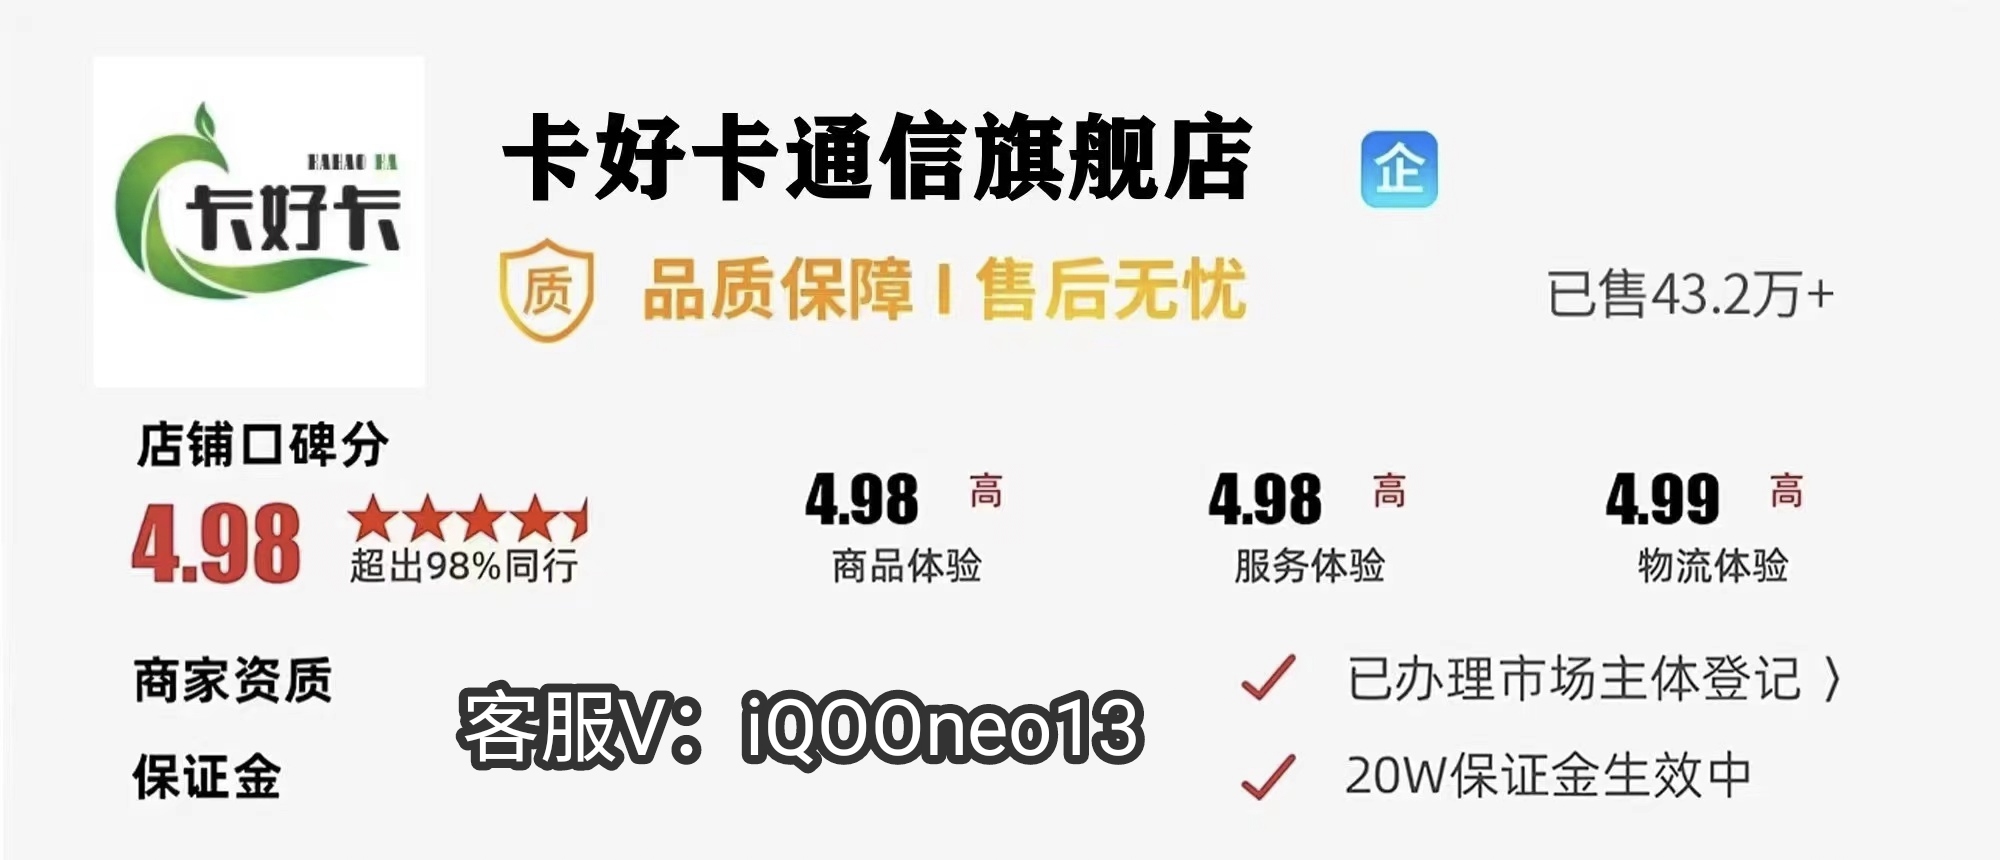 KAHAO KA
卡好卡
卡好卡通信旗舰店 企
质 品质保障 | 售后无忧
已售43.2万+
店铺口碑分
4.98
超出98%同行
4.98 高
商品体验
4.98 高
服务体验
4.99 高
物流体验
商家资质
已办理市场主体登记 〉
客服V：iQOOneo13
保证金
20W保证金生效中